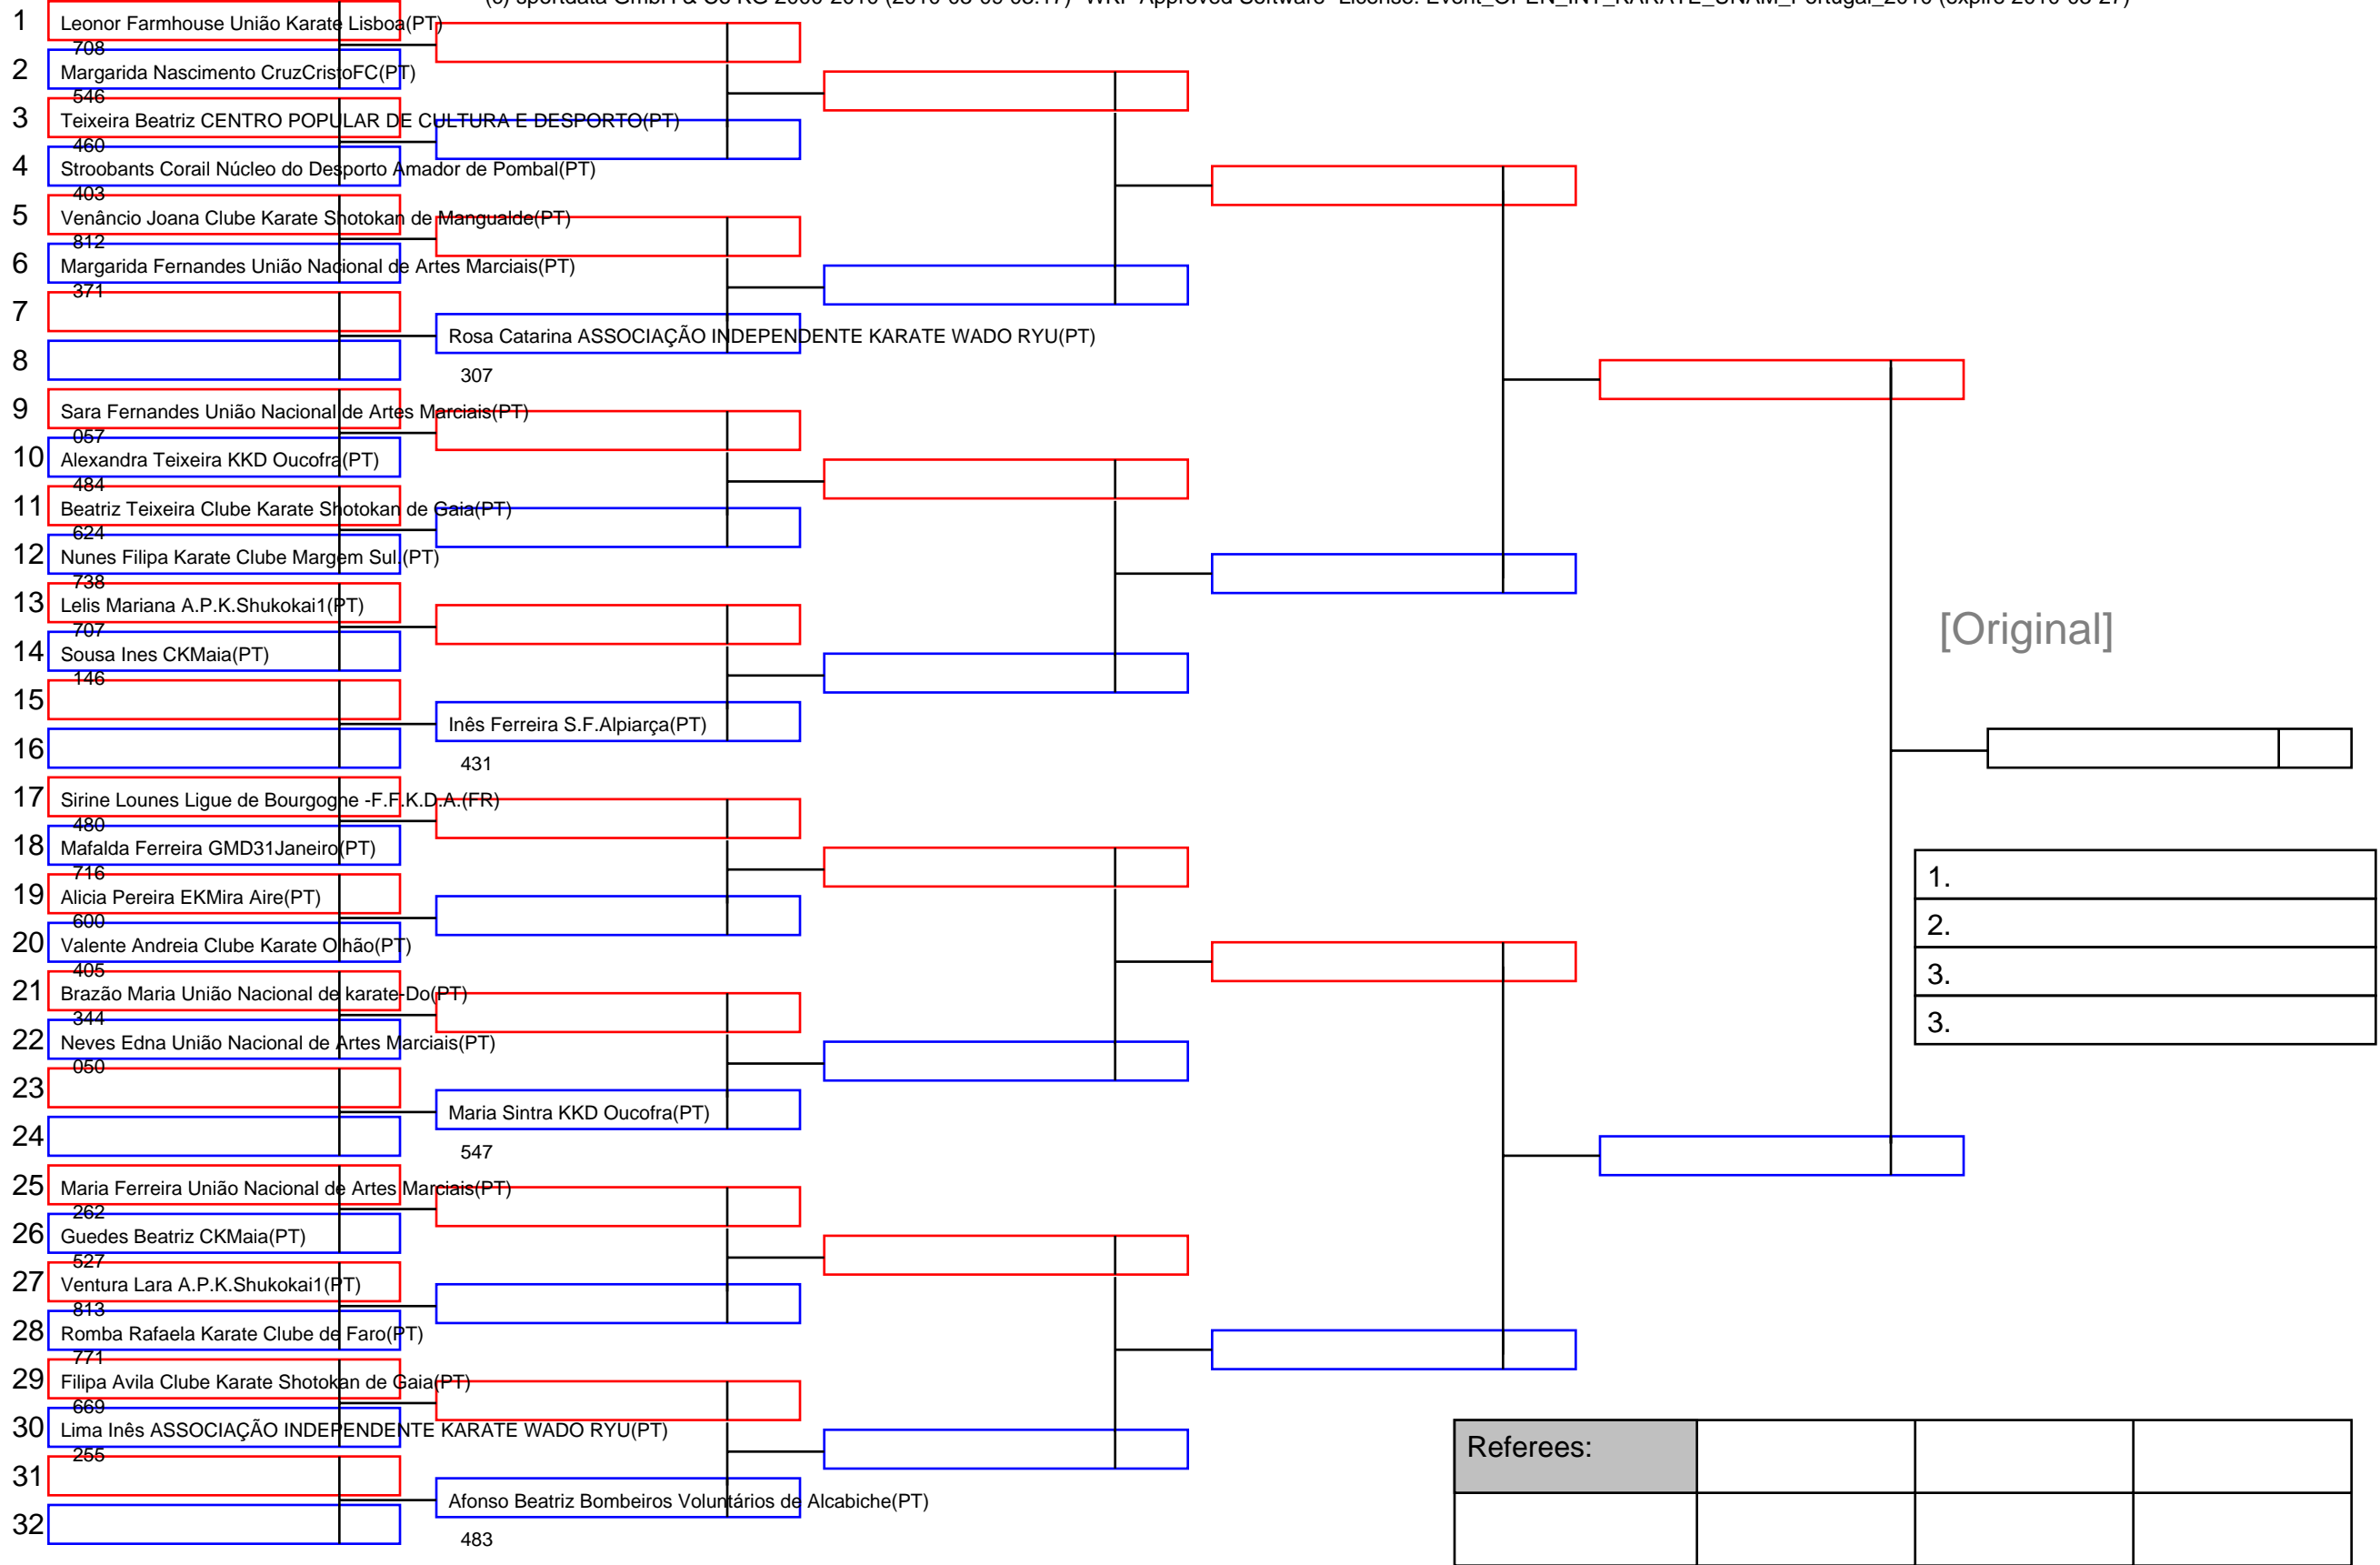 (c) sportdata GmbH & Co KG 2000-2016 -WKF Approved Software- License: Event_OPEN_INT_KARATE_UNAM_Portugal_2016 (expire
1 Leonor Farmhouse União Karate Lisboa(PT)
708
2 Margarida Nascimento CruzCristoFC(PT)
546
3 Teixeira Beatriz CENTRO POPULAR DE CULTURA E DESPORTO(PT)
460
4 Stroobants Corail Núcleo do Desporto Amador de Pombal(PT)
403
5 Venâncio Joana Clube Karate Shotokan de Mangualde(PT)
812
6 Margarida Fernandes União Nacional de Artes Marciais(PT)
371
7
Rosa Catarina ASSOCIAÇÃO INDEPENDENTE KARATE WADO RYU(PT)
8
307
9 Sara Fernandes União Nacional de Artes Marciais(PT)
057
10 Alexandra Teixeira KKD Oucofra(PT)
484
11 Beatriz Teixeira Clube Karate Shotokan de Gaia(PT)
624
12 Nunes Filipa Karate Clube Margem Sul.(PT)
738
13 Lelis Mariana A.P.K.Shukokai1(PT)
[Original]
707
14 Sousa Ines CKMaia(PT)
146
15
Inês Ferreira S.F.Alpiarça(PT)
16
431
17 Sirine Lounes Ligue de Bourgogne -F.F.K.D.A.(FR)
480
18 Mafalda Ferreira GMD31Janeiro(PT)
716
1.
19 Alicia Pereira EKMira Aire(PT)
600
2.
20 Valente Andreia Clube Karate Olhão(PT)
405
3.
21 Brazão Maria União Nacional de karate-Do(PT)
344
3.
22 Neves Edna União Nacional de Artes Marciais(PT)
050
23
Maria Sintra KKD Oucofra(PT)
24
547
25 Maria Ferreira União Nacional de Artes Marciais(PT)
262
26 Guedes Beatriz CKMaia(PT)
527
27 Ventura Lara A.P.K.Shukokai1(PT)
813
28 Romba Rafaela Karate Clube de Faro(PT)
771
29 Filipa Avila Clube Karate Shotokan de Gaia(PT)
669
30 Lima Inês ASSOCIAÇÃO INDEPENDENTE KARATE WADO RYU(PT)
255
Referees:
31
Afonso Beatriz Bombeiros Voluntários de Alcabiche(PT)
32
483